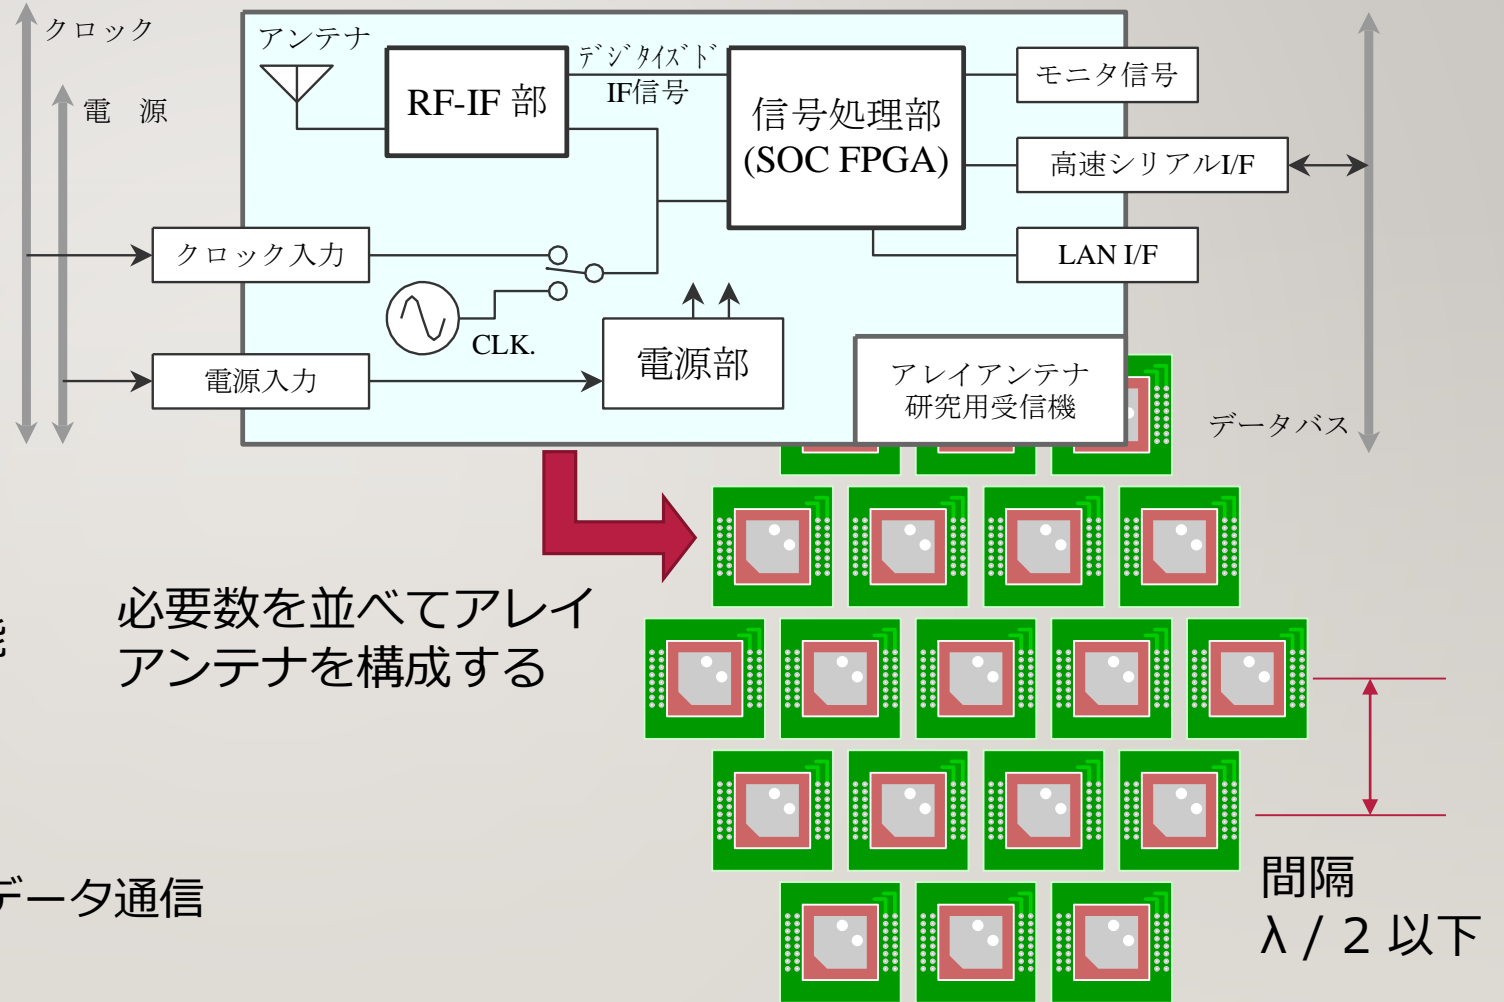 クロック
電　源
アンテナ
RF-IF 部
ﾃﾞｼﾞﾀｲｽﾞﾄﾞ
IF信号
信号処理部
(SOC FPGA)
モニタ信号
高速シリアルI/F
LAN I/F
クロック入力
CLK.
電源入力
電源部
アレイアンテナ
研究用受信機
データバス
能
必要数を並べてアレイ
アンテナを構成する
データ通信
間隔
λ / 2 以下